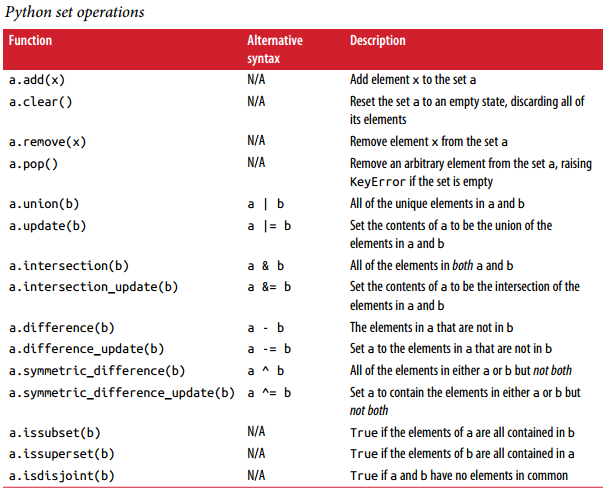 Python set operations
Function Alternative Description
syntax
a.add(x) N/A Add element x to the set a
a.clear() N/A Reset the set a to an empty state, discarding all of
its elements
a.remove(x) N/A Remove element x from the set a
a.pop() N/A Remove an arbitrary element from the set a, raising
KeyError if the set is empty
a.union(b) a | b All of the unique elements in a and b
a.update(b) a |= b Set the contents of a to be the union of the
elements in a and b
a.intersection(b) a & b All of the elements in both a and b
a.intersection_update(b) a &= b Set the contents of a to be the intersection of the
elements in a and b
a.difference(b) a - b The elements in a that are not in b
a.difference_update(b) a -= b Set a to the elements in a that are not in b
a.symmetric_difference(b) a ^ b All of the elements in either a or b but not both
a.symmetric_difference_update(b) a ^= b Set a to contain the elements in either a or b but
not both
a.issubset(b) N/A True if the elements of a are all contained in b
a.issuperset(b) N/A True if the elements of b are all contained in a
a.isdisjoint(b) N/A True if a and b have no elements in common